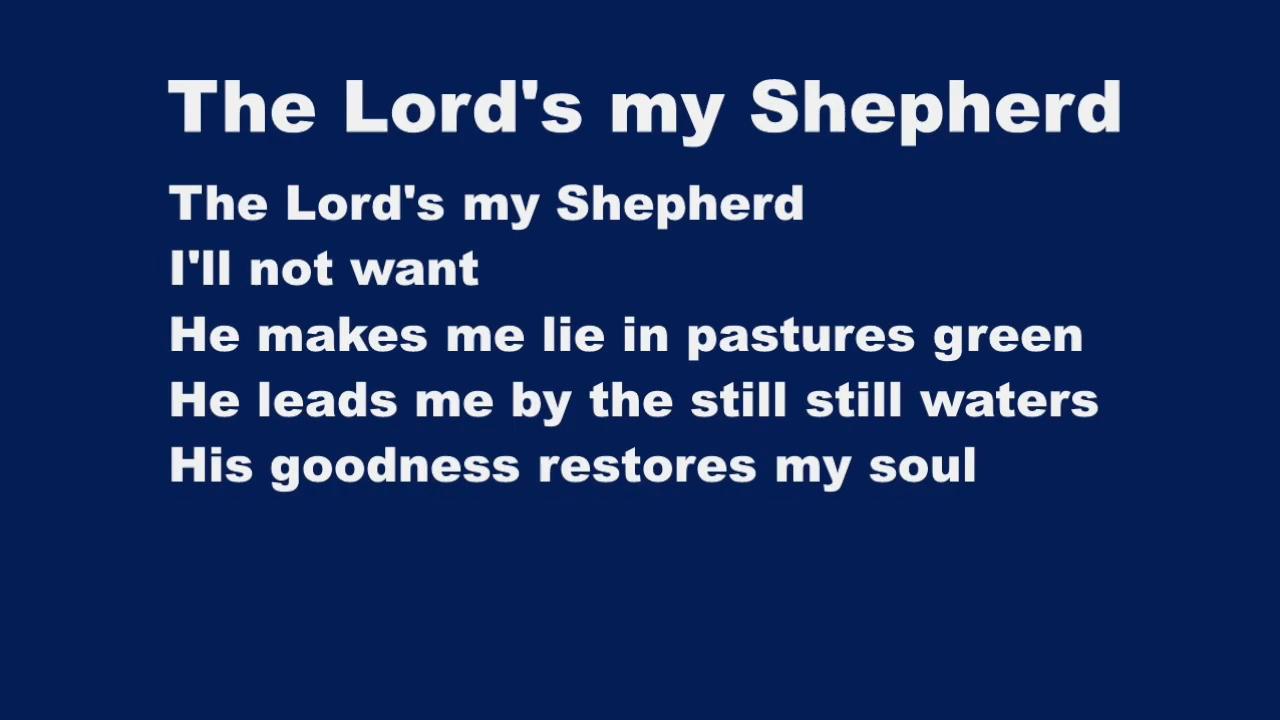 The Lord's my Shepherd
The Lord's my Shepherd
I'll not want
He makes me lie in pastures green
He leads me by the still still waters
His goodness restores my soul